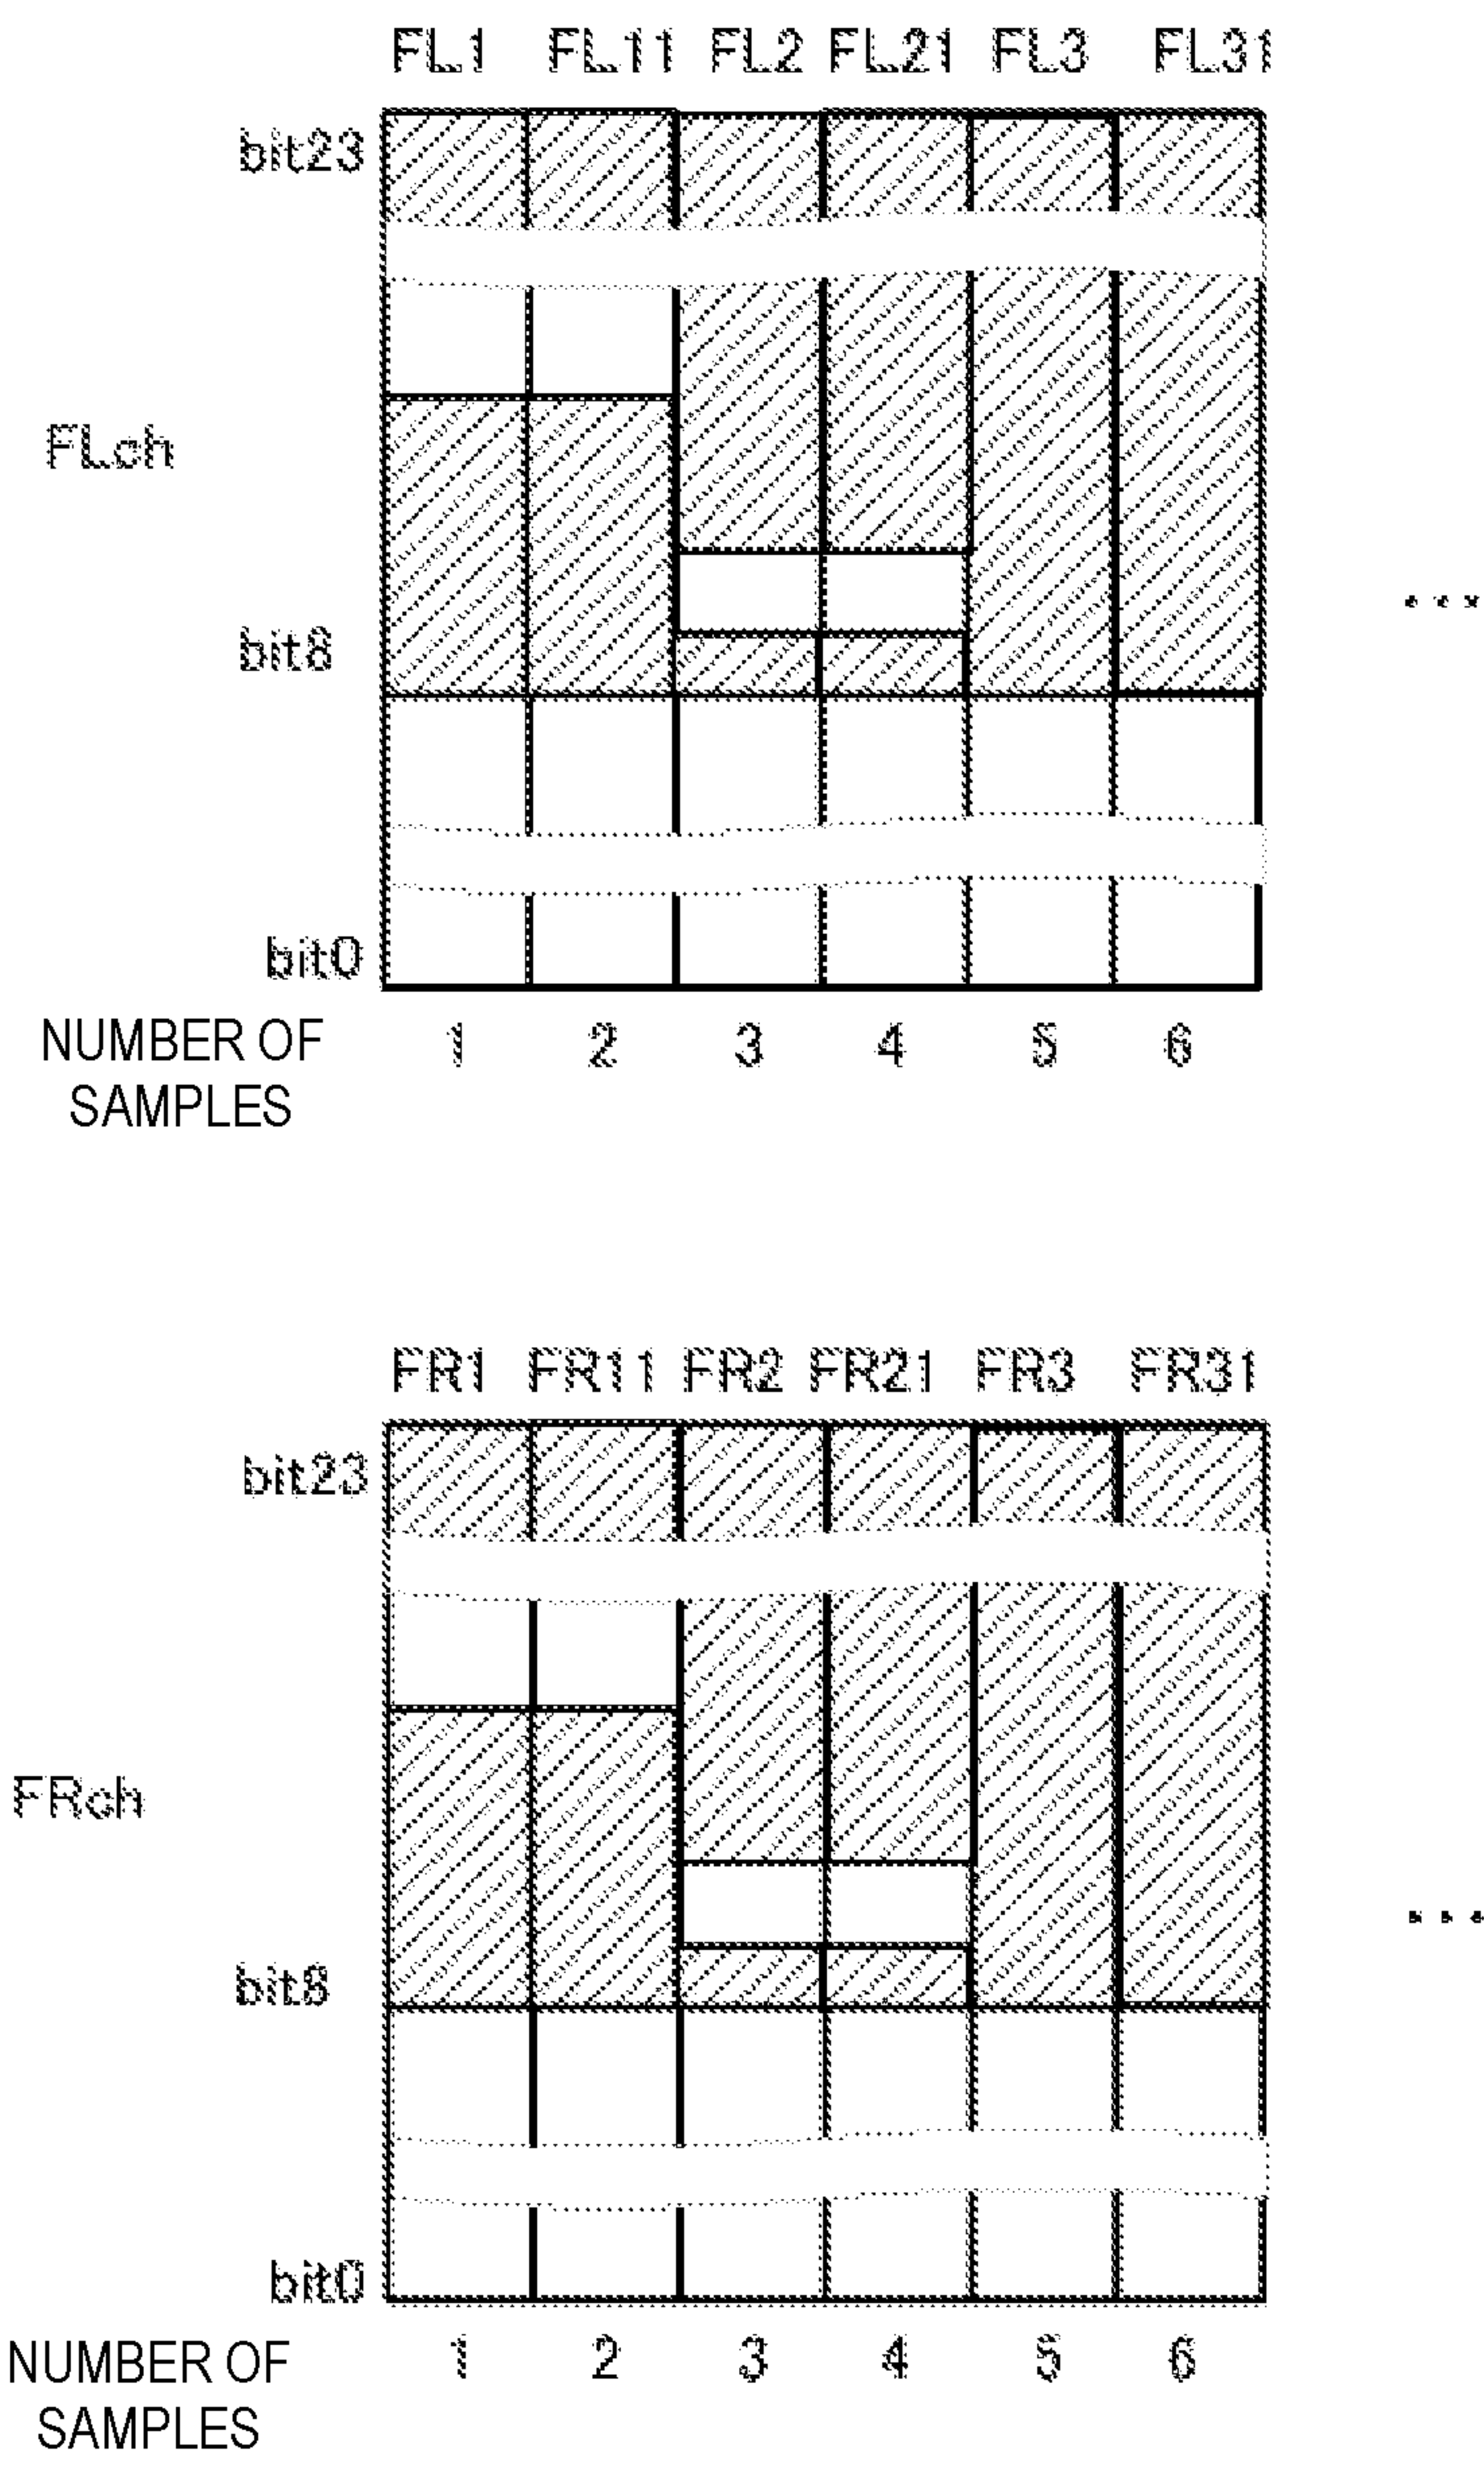 FL1 FL11 FL2 FL21 FL3 FL31
bit23
FLch
bit8
...
bit0
NUMBER OF
SAMPLES
1 2 3 4 5 6
FR1 FR11 FR2 FR21 FR3 FR31
bit23
FRch
...
bit8
bit0
NUMBER OF
SAMPLES
1 2 3 4 5 6